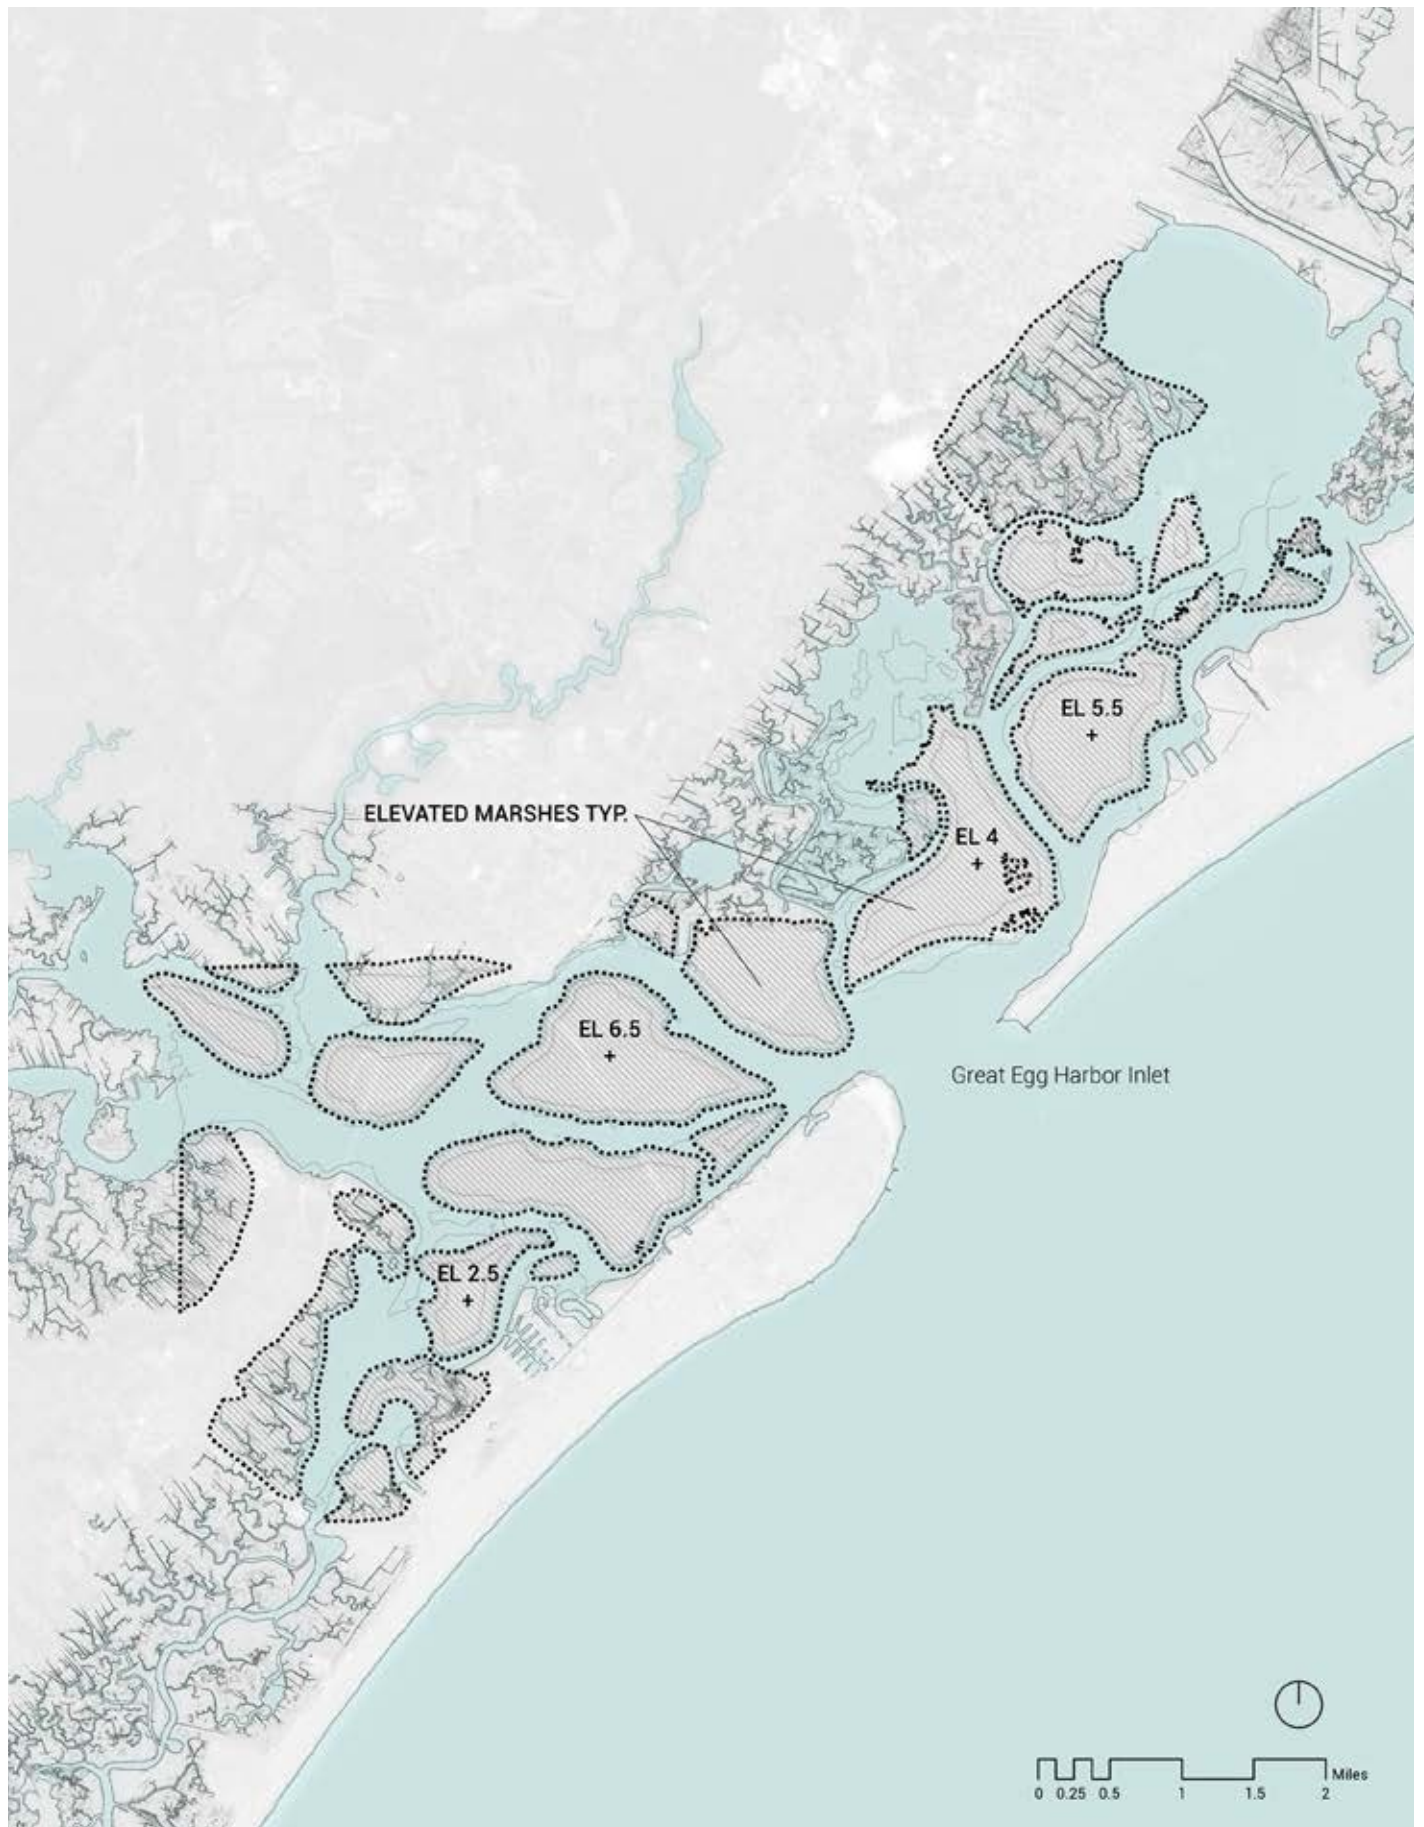 EL 5.5
+
ELEVATED MARSHES TYP.
EL 4
+
EL 6.5
+
Great Egg Harbor Inlet
EL 2.5
+
Miles
0 0.25 0.5 1 1.5 2